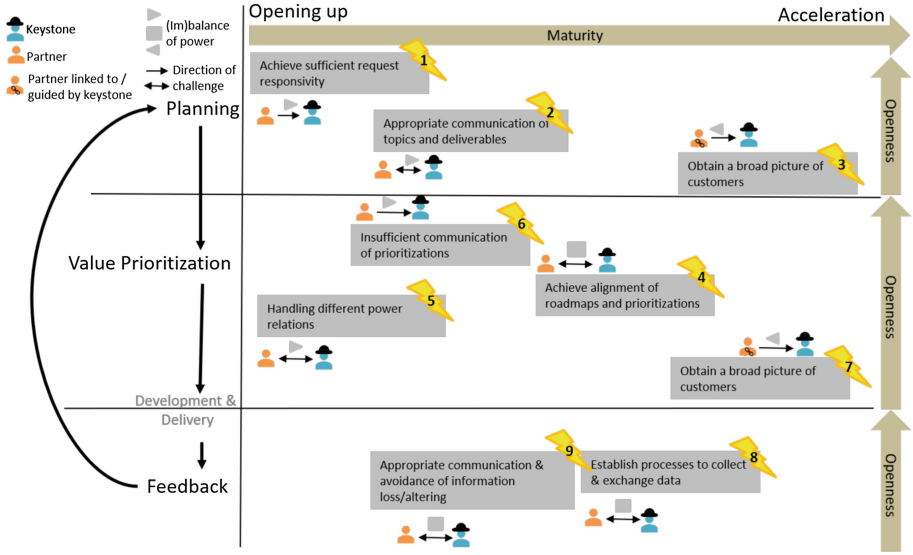 Opening up
Acceleration
Maturity
Keystone
Partner
Partner linked to /
guided by keystone
(Im)balance
of power
Direction of
challenge
Planning
1
Achieve sufficient request
responsivity
2
Appropriate communication of
topics and deliverables
3
Obtain a broad picture of
customers
Openness
Value Prioritization
6
Insufficient communication
of prioritizations
4
Achieve alignment of
roadmaps and prioritizations
5
Handling different power
relations
7
Obtain a broad picture of
customers
Openness
Development &
Delivery
Feedback
9
Appropriate communication &
avoidance of information
loss/altering
8
Establish processes to collect
& exchange data
Openness